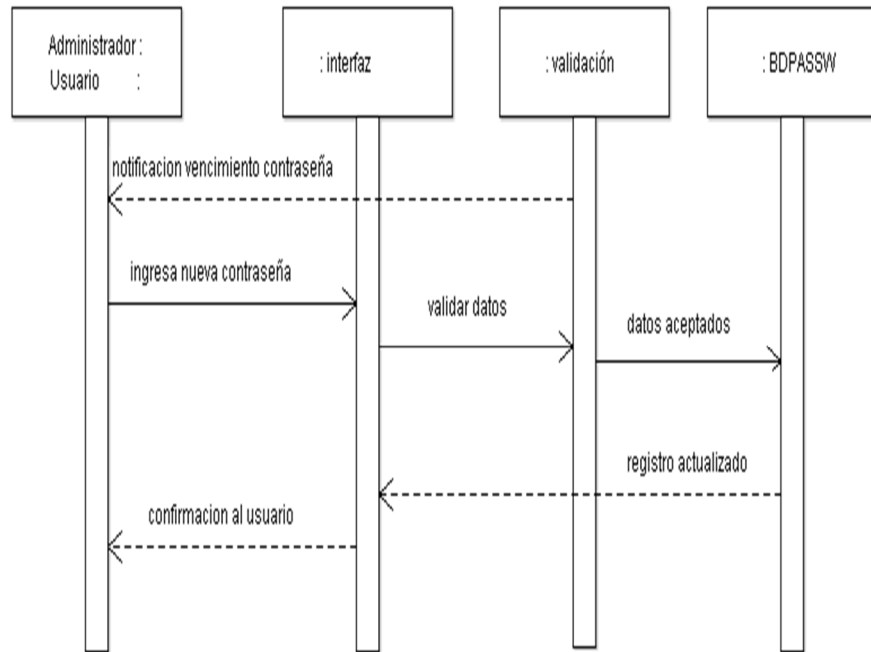 Administrador :
Usuario :
: interfaz
: validación
: BDPASSW
notificacion vencimiento contraseña
ingresa nueva contraseña
validar datos
datos aceptados
registro actualizado
confirmacion al usuario